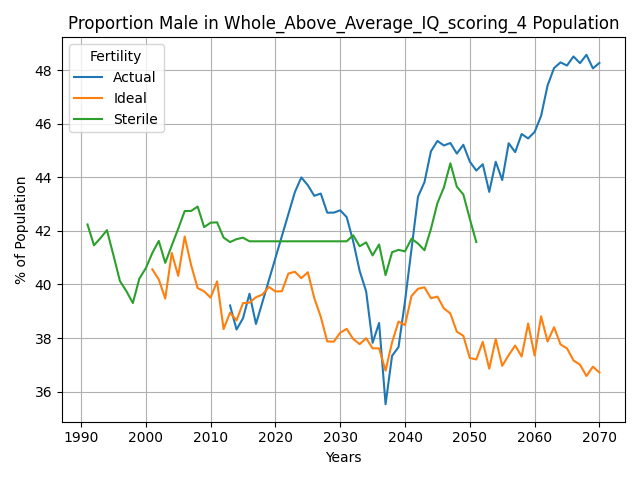 Proportion Male in Whole_Above_Average_IQ_scoring_4 Population
Fertility
Actual
Ideal
Sterile
% of Population
48
46
44
42
40
38
36
1990 2000 2010 2020 2030 2040 2050 2060 2070
Years